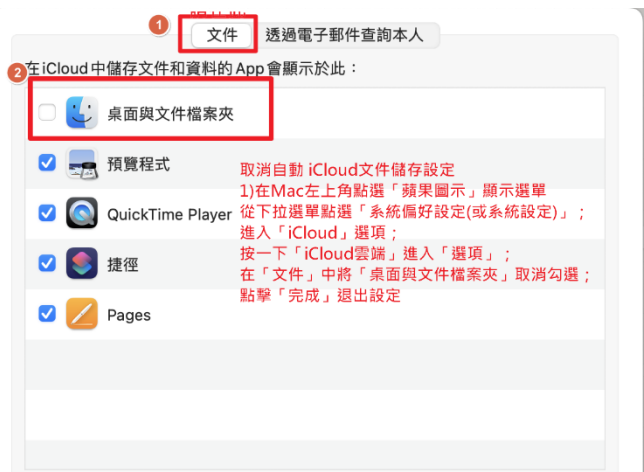 1
文件
透過電子郵件查詢本人
2
在iCloud中儲存文件和資料的App會顯示於此：
桌面與文件檔案夾
預覽程式
QuickTime Player
捷徑
Pages
取消自動 iCloud文件儲存設定
1)在Mac左上角點選「蘋果圖示」顯示選單
從下拉選單點選「系統偏好設定(或系統設定)」；
進入「iCloud」選項；
按一下「iCloud雲端」進入「選項」；
在「文件」中將「桌面與文件檔案夾」取消勾選；
點擊「完成」退出設定